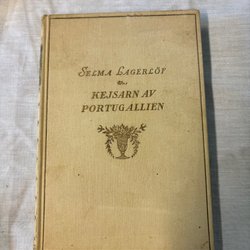 SELMA LAGERLÖF
KEJSARN AV
PORTUGALLIEN